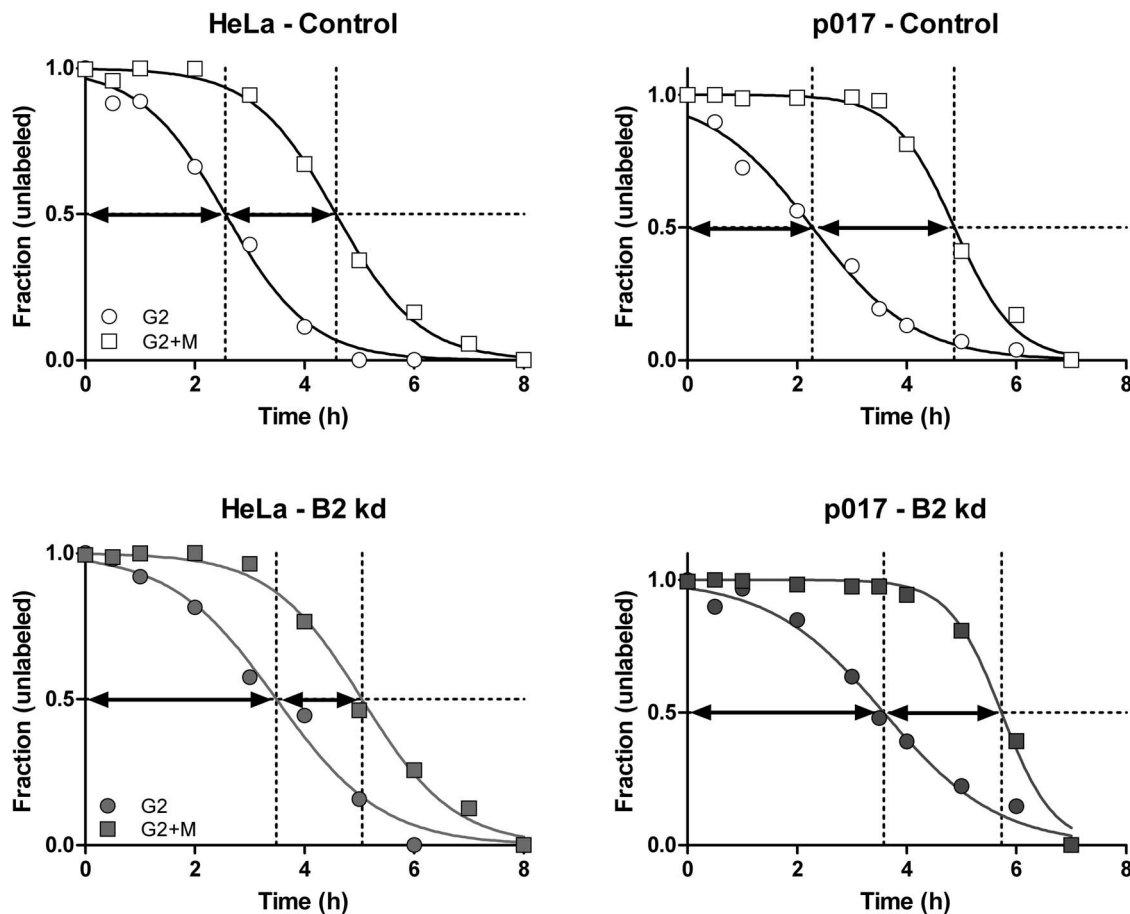 HeLa - Control
Fraction (unlabeled)
1.0
0.5
0.0
G2
G2+M
0 2 4 6 8
Time (h)
p017 - Control
Fraction (unlabeled)
1.0
0.5
0.0
0 2 4 6 8
Time (h)
HeLa - B2 kd
Fraction (unlabeled)
1.0
0.5
0.0
G2
G2+M
0 2 4 6 8
Time (h)
p017 - B2 kd
Fraction (unlabeled)
1.0
0.5
0.0
0 2 4 6 8
Time (h)